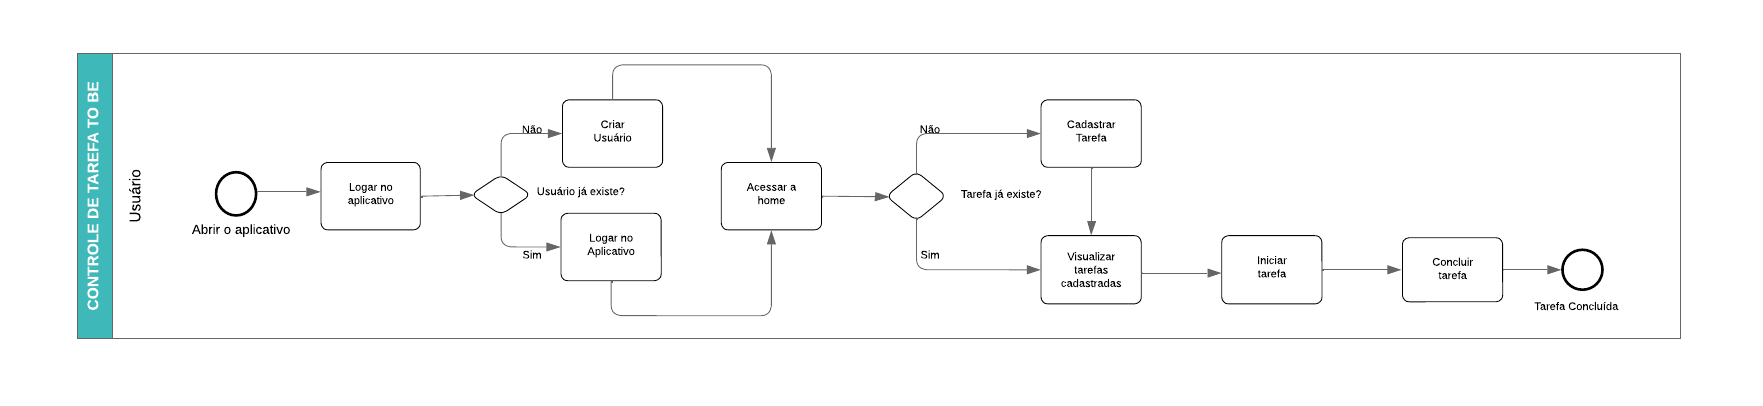 CONTROLE DE TAREFA TO BE
Usuário
Abrir o aplicativo
Logar no
aplicativo
Não
Criar
Usuário
Usuário já existe?
Sim
Logar no
Aplicativo
Acessar a
home
Não
Cadastrar
Tarefa
Tarefa já existe?
Sim
Visualizar
tarefas
cadastradas
Iniciar
tarefa
Concluir
tarefa
Tarefa Concluída